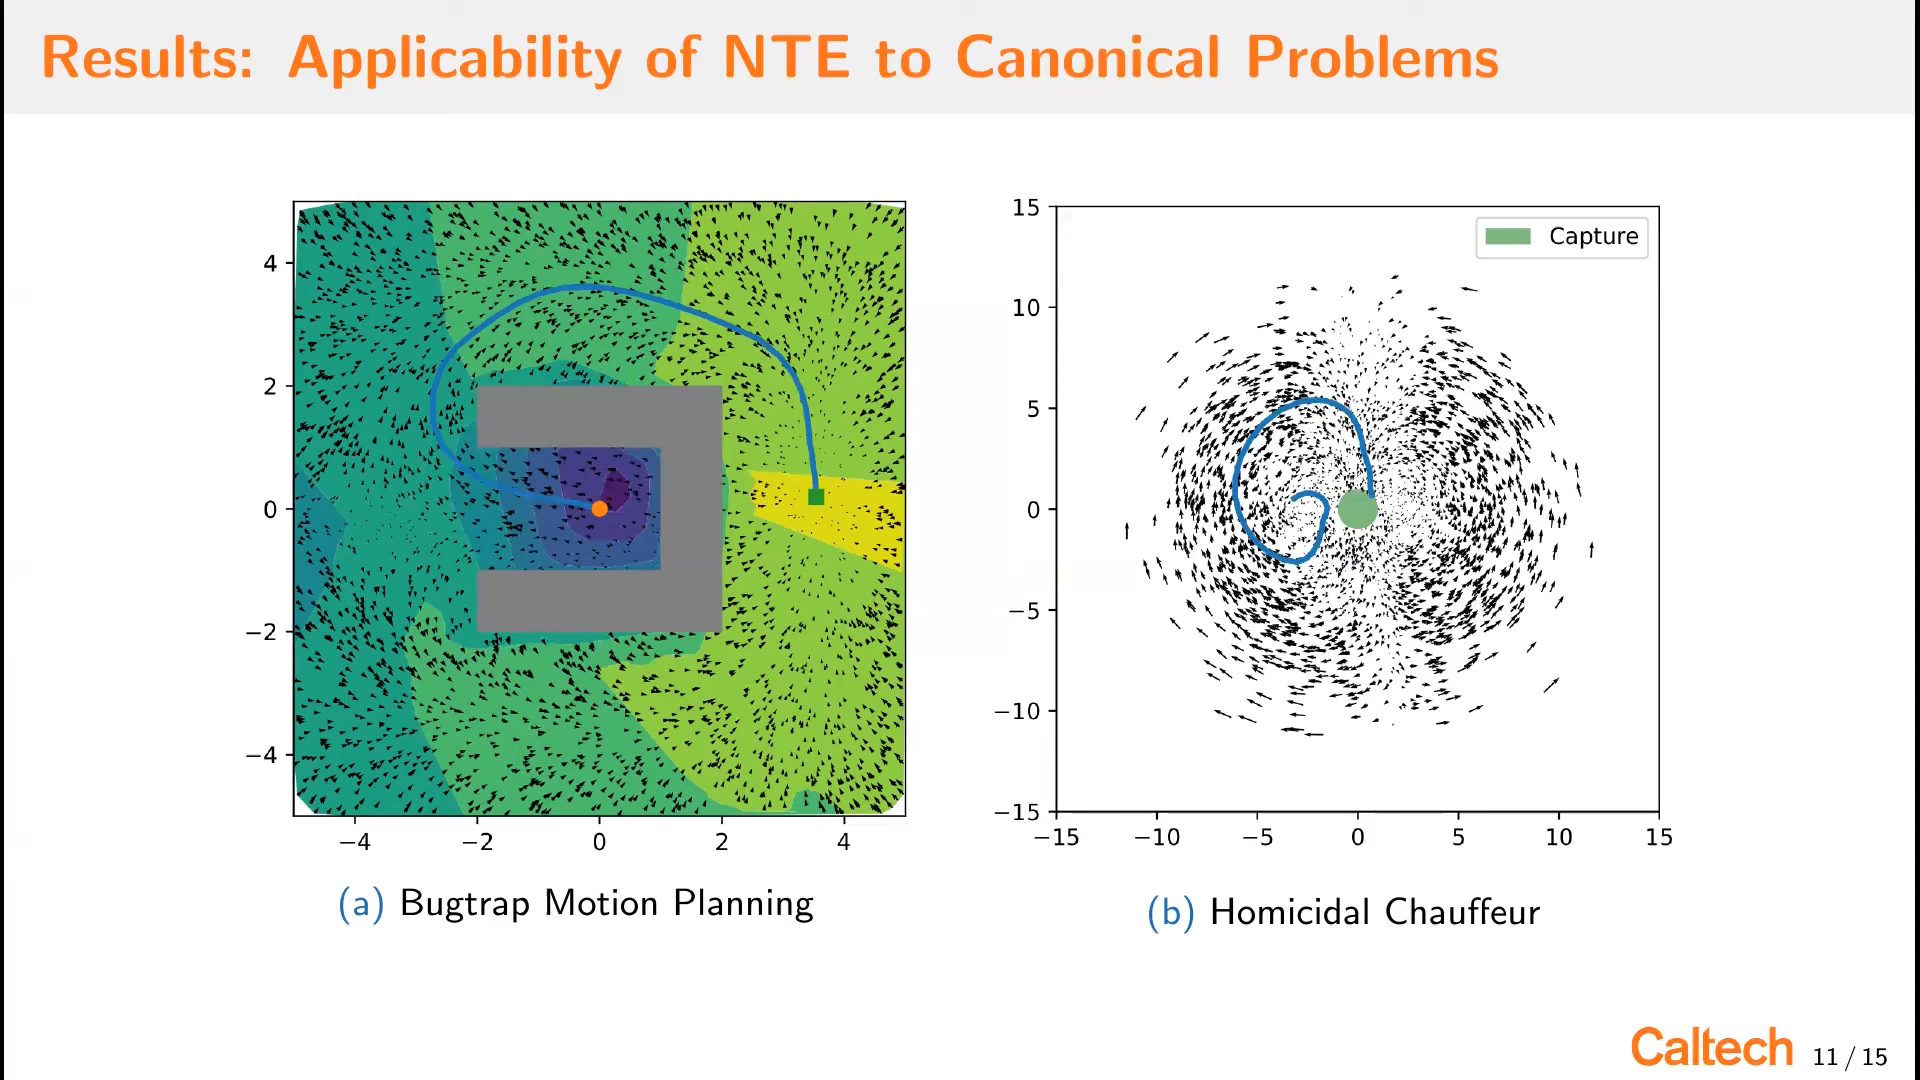 Results: Applicability of NTE to Canonical Problems
4
2
0
−2
−4
−4 −2 0 2 4
(a) Bugtrap Motion Planning
Capture
15
10
5
0
−5
−10
−15
−15 −10 −5 0 5 10 15
(b) Homicidal Chauffeur
Caltech 11 / 15